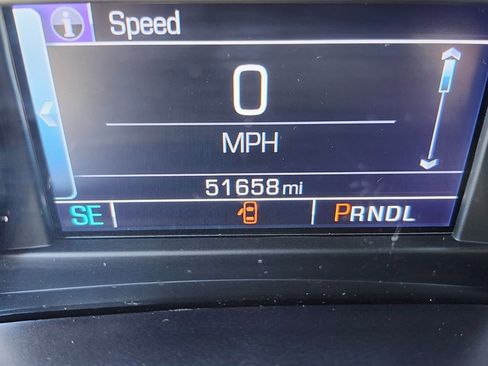 Speed
0
MPH
51658 mi
SE PRNDL